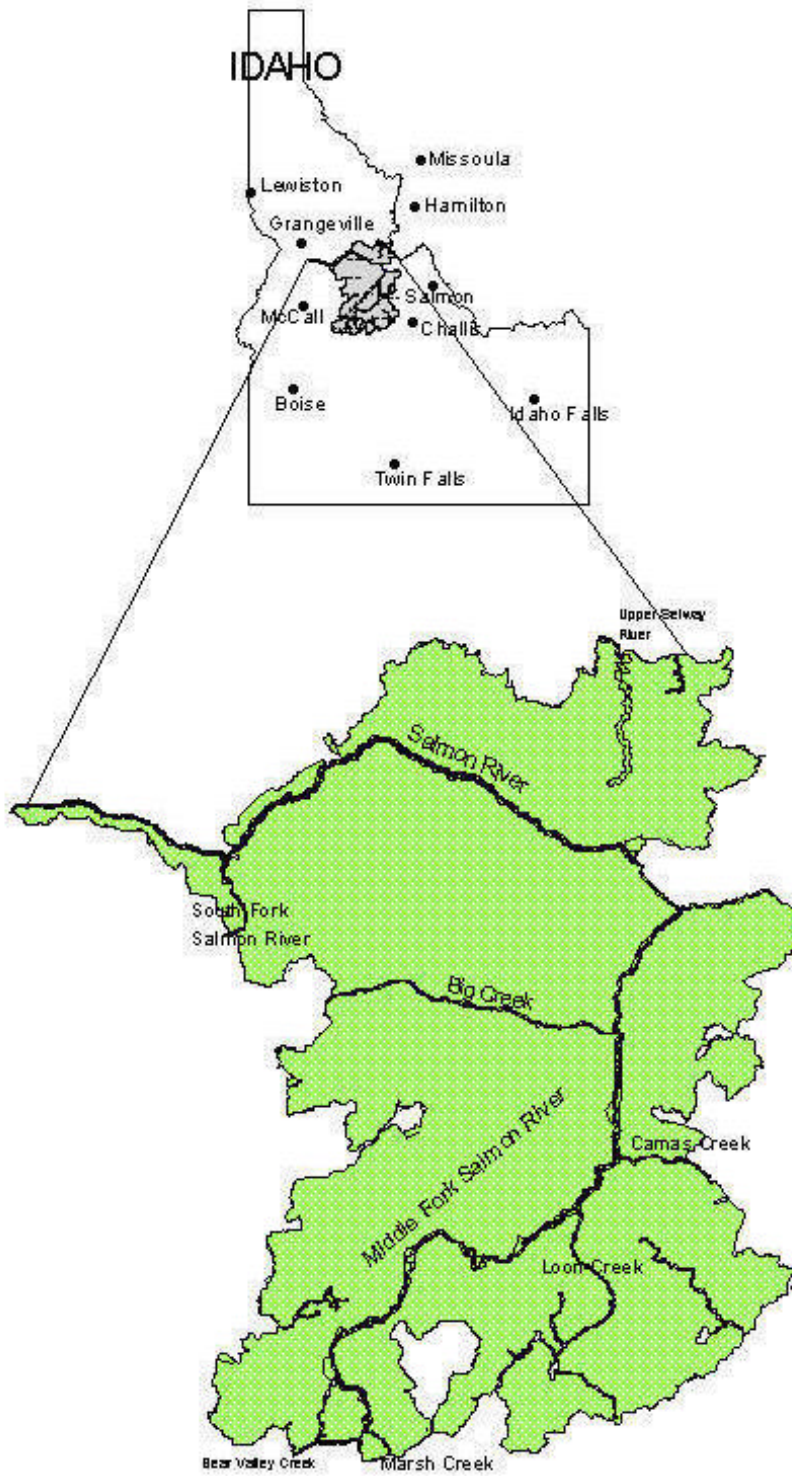 IDAHO
Missoula
Lewiston
Hamilton
Grangeville
Salmon
McCall
Challis
Boise
Idaho Falls
Twin Falls
Upper Selway
River
Salmon River
South Fork
Salmon River
Big Creek
Camas Creek
Middle Fork Salmon River
Loon Creek
Bear Valley Creek
Marsh Creek